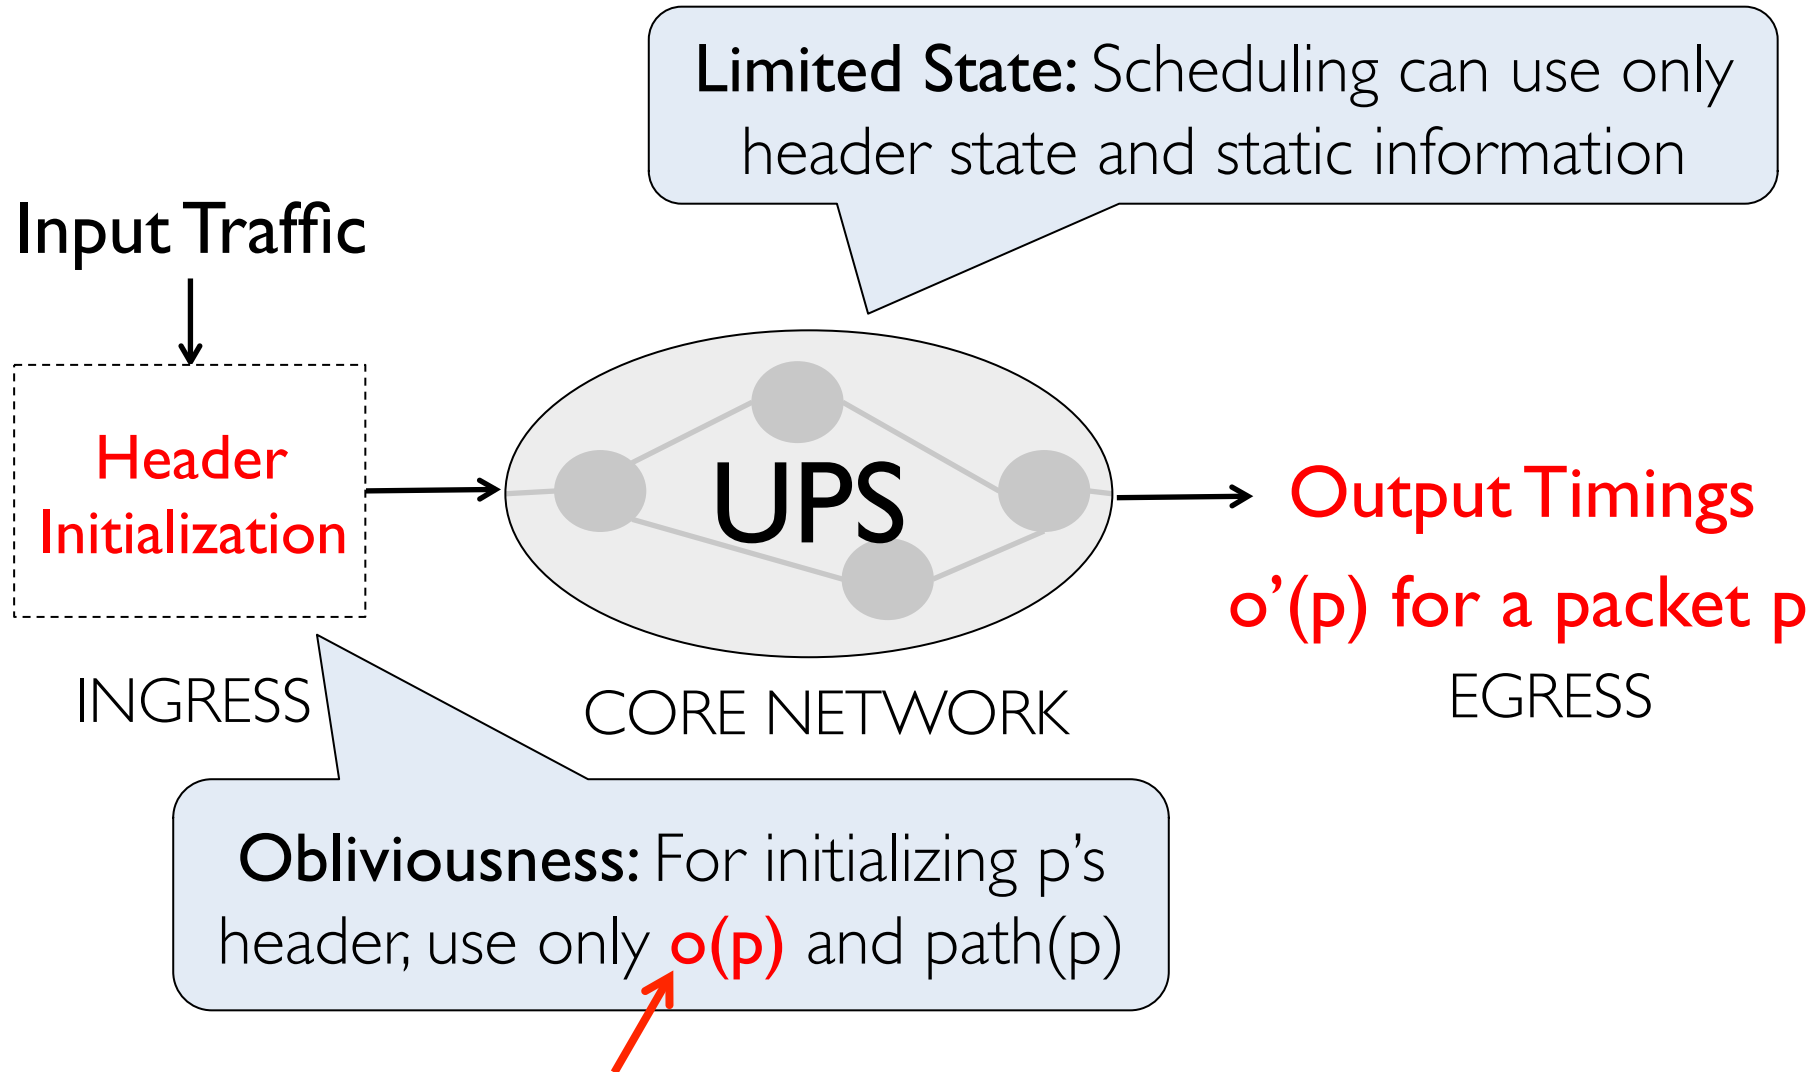 Limited State: Scheduling can use only
header state and static information
Input Traffic
Header
Initialization
UPS
Output Timings
o’(p) for a packet p
INGRESS
CORE NETWORK
EGRESS
Obliviousness: For initializing p’s
header, use only o(p) and path(p)